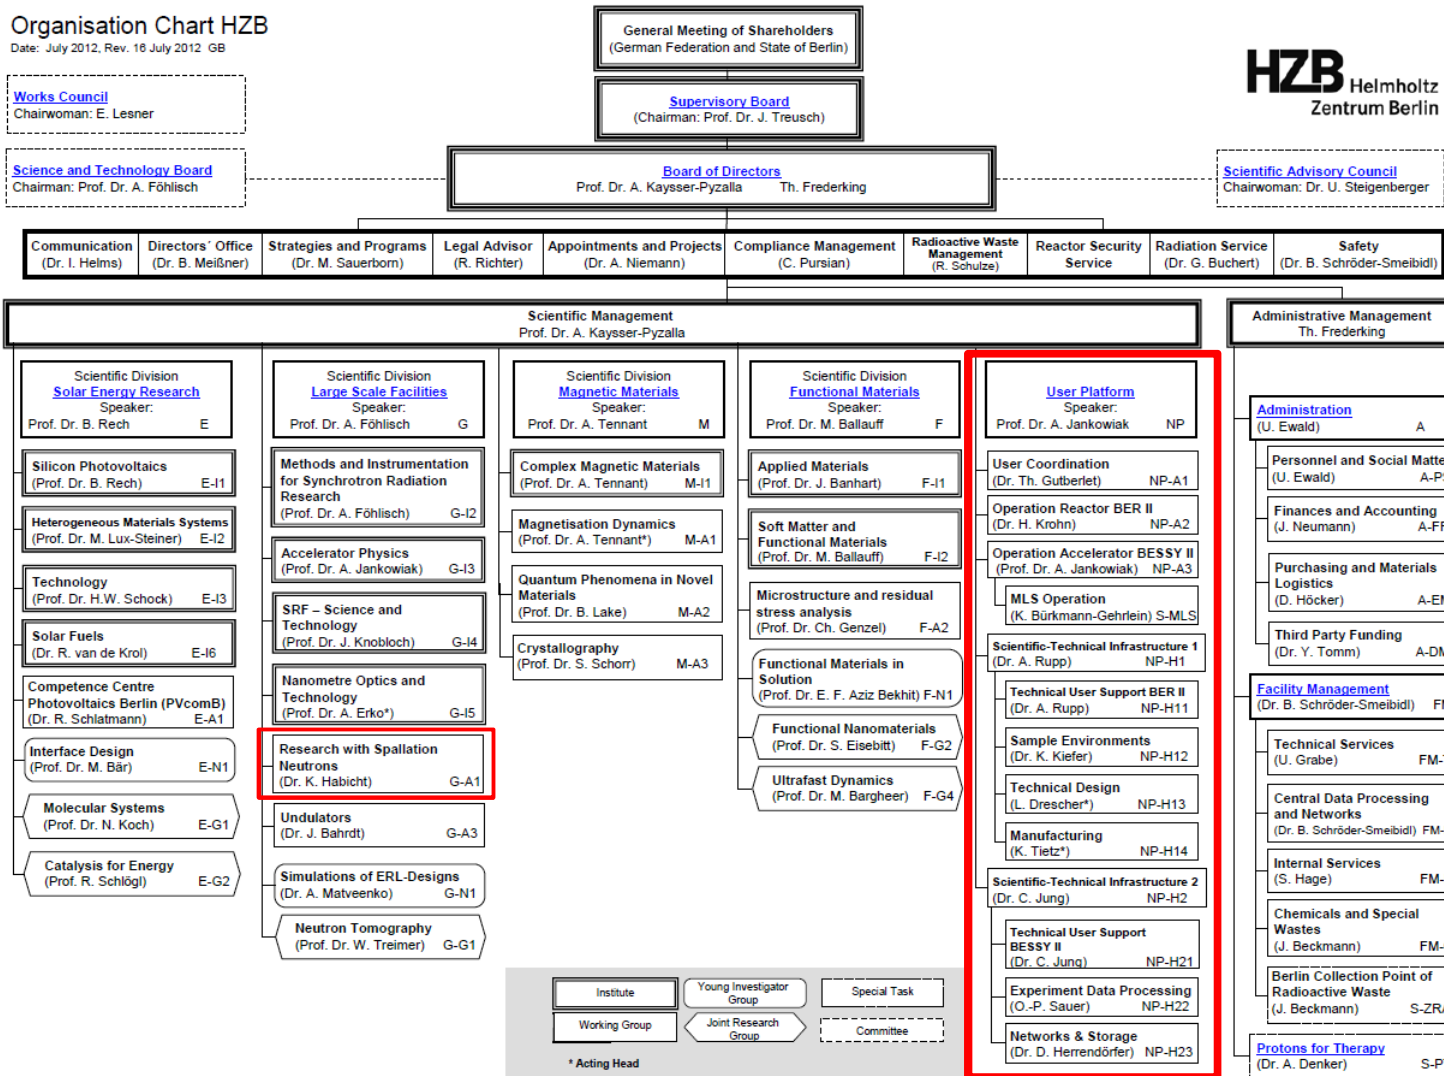 Organisation Chart HZB
Date: July 2012, Rev. 16 July 2012 GB
General Meeting of Shareholders
(German Federation and State of Berlin)
HZB Helmholtz
Zentrum Berlin
Works Council
Chairwoman: E. Lesner
Supervisory Board
(Chairman: Prof. Dr. J. Treusch)
Science and Technology Board
Chairman: Prof. Dr. A. Föhlisch
Board of Directors
Prof. Dr. A. Kaysser-Pyzalla Th. Frederking
Scientific Advisory Council
Chairwoman: Dr. U. Steigenberger
Communication
(Dr. I. Helms)
Directors´ Office
(Dr. B. Meißner)
Strategies and Programs
(Dr. M. Sauerborn)
Legal Advisor
(R. Richter)
Appointments and Projects
(Dr. A. Niemann)
Compliance Management
(C. Pursian)
Radioactive Waste
Management
(R. Schulze)
Reactor Security
Service
Radiation Service
(Dr. G. Buchert)
Safety
(Dr. B. Schröder-Smeibidl)
Scientific Management
Prof. Dr. A. Kaysser-Pyzalla
Administrative Management
Th. Frederking
Scientific Division
Solar Energy Research
Speaker:
Prof. Dr. B. Rech E
Silicon Photovoltaics
(Prof. Dr. B. Rech) E-I1
Heterogeneous Materials Systems
(Prof. Dr. M. Lux-Steiner) E-I2
Technology
(Prof. Dr. H.W. Schock) E-I3
Solar Fuels
(Dr. R. van de Krol) E-I6
Competence Centre
Photovoltaics Berlin (PVcomB)
(Dr. R. Schlatmann) E-A1
Interface Design
(Prof. Dr. M. Bär) E-N1
Molecular Systems
(Prof. Dr. N. Koch) E-G1
Catalysis for Energy
(Prof. R. Schlögl) E-G2
Scientific Division
Large Scale Facilities
Speaker:
Prof. Dr. A. Föhlisch G
Methods and Instrumentation
for Synchrotron Radiation
Research
(Prof. Dr. A. Föhlisch) G-I2
Accelerator Physics
(Prof. Dr. A. Jankowiak) G-I3
SRF – Science and
Technology
(Prof. Dr. J. Knobloch) G-I4
Nanometre Optics and
Technology
(Prof. Dr. A. Erko*) G-I5
Research with Spallation
Neutrons
(Dr. K. Habicht) G-A1
Undulators
(Dr. J. Bahrdt) G-A3
Simulations of ERL-Designs
(Dr. A. Matveenko) G-N1
Neutron Tomography
(Prof. Dr. W. Treimer) G-G1
Scientific Division
Magnetic Materials
Speaker:
Prof. Dr. A. Tennant M
Complex Magnetic Materials
(Prof. Dr. A. Tennant) M-I1
Magnetisation Dynamics
(Prof. Dr. A. Tennant*) M-A1
Quantum Phenomena in Novel
Materials
(Prof. Dr. B. Lake) M-A2
Crystallography
(Prof. Dr. S. Schorr) M-A3
Scientific Division
Functional Materials
Speaker:
Prof. Dr. M. Ballauff F
Applied Materials
(Prof. Dr. J. Banhart) F-I1
Soft Matter and
Functional Materials
(Prof. Dr. M. Ballauff) F-I2
Microstructure and residual
stress analysis
(Prof. Dr. Ch. Genzel) F-A2
Functional Materials in
Solution
(Prof. Dr. E. F. Aziz Bekhit) F-N1
Functional Nanomaterials
(Prof. Dr. S. Eisebitt) F-G2
Ultrafast Dynamics
(Prof. Dr. M. Bargheer) F-G4
User Platform
Speaker:
Prof. Dr. A. Jankowiak NP
User Coordination
(Dr. Th. Gutberlet) NP-A1
Operation Reactor BER II
(Dr. H. Krohn) NP-A2
Operation Accelerator BESSY II
(Prof. Dr. A. Jankowiak) NP-A3
MLS Operation
(K. Bürkmann-Gehrlein) S-MLS
Scientific-Technical Infrastructure 1
(Dr. A. Rupp) NP-H1
Technical User Support BER II
(Dr. A. Rupp) NP-H11
Sample Environments
(Dr. K. Kiefer) NP-H12
Technical Design
(L. Drescher*) NP-H13
Manufacturing
(K. Tietz*) NP-H14
Scientific-Technical Infrastructure 2
(Dr. C. Jung) NP-H2
Technical User Support
BESSY II
(Dr. C. Jung) NP-H21
Experiment Data Processing
(O.-P. Sauer) NP-H22
Networks & Storage
(Dr. D. Herrendörfer) NP-H23
Administration
(U. Ewald) A
Personnel and Social Matte
(U. Ewald) A-P
Finances and Accounting
(J. Neumann) A-F
Purchasing and Materials
Logistics
(D. Höcker) A-E
Third Party Funding
(Dr. Y. Tomm) A-D
Facility Management
(Dr. B. Schröder-Smeibidl) F
Technical Services
(U. Grabe) FM-
Central Data Processing
and Networks
(Dr. B. Schröder-Smeibidl) FM-
Internal Services
(S. Hage) FM-
Chemicals and Special
Wastes
(J. Beckmann) FM-
Berlin Collection Point of
Radioactive Waste
(J. Beckmann) S-ZR
Protons for Therapy
(Dr. A. Denker) S-P
Institute
Young Investigator
Group
Special Task
Working Group
Joint Research
Group
Committee
* Acting Head